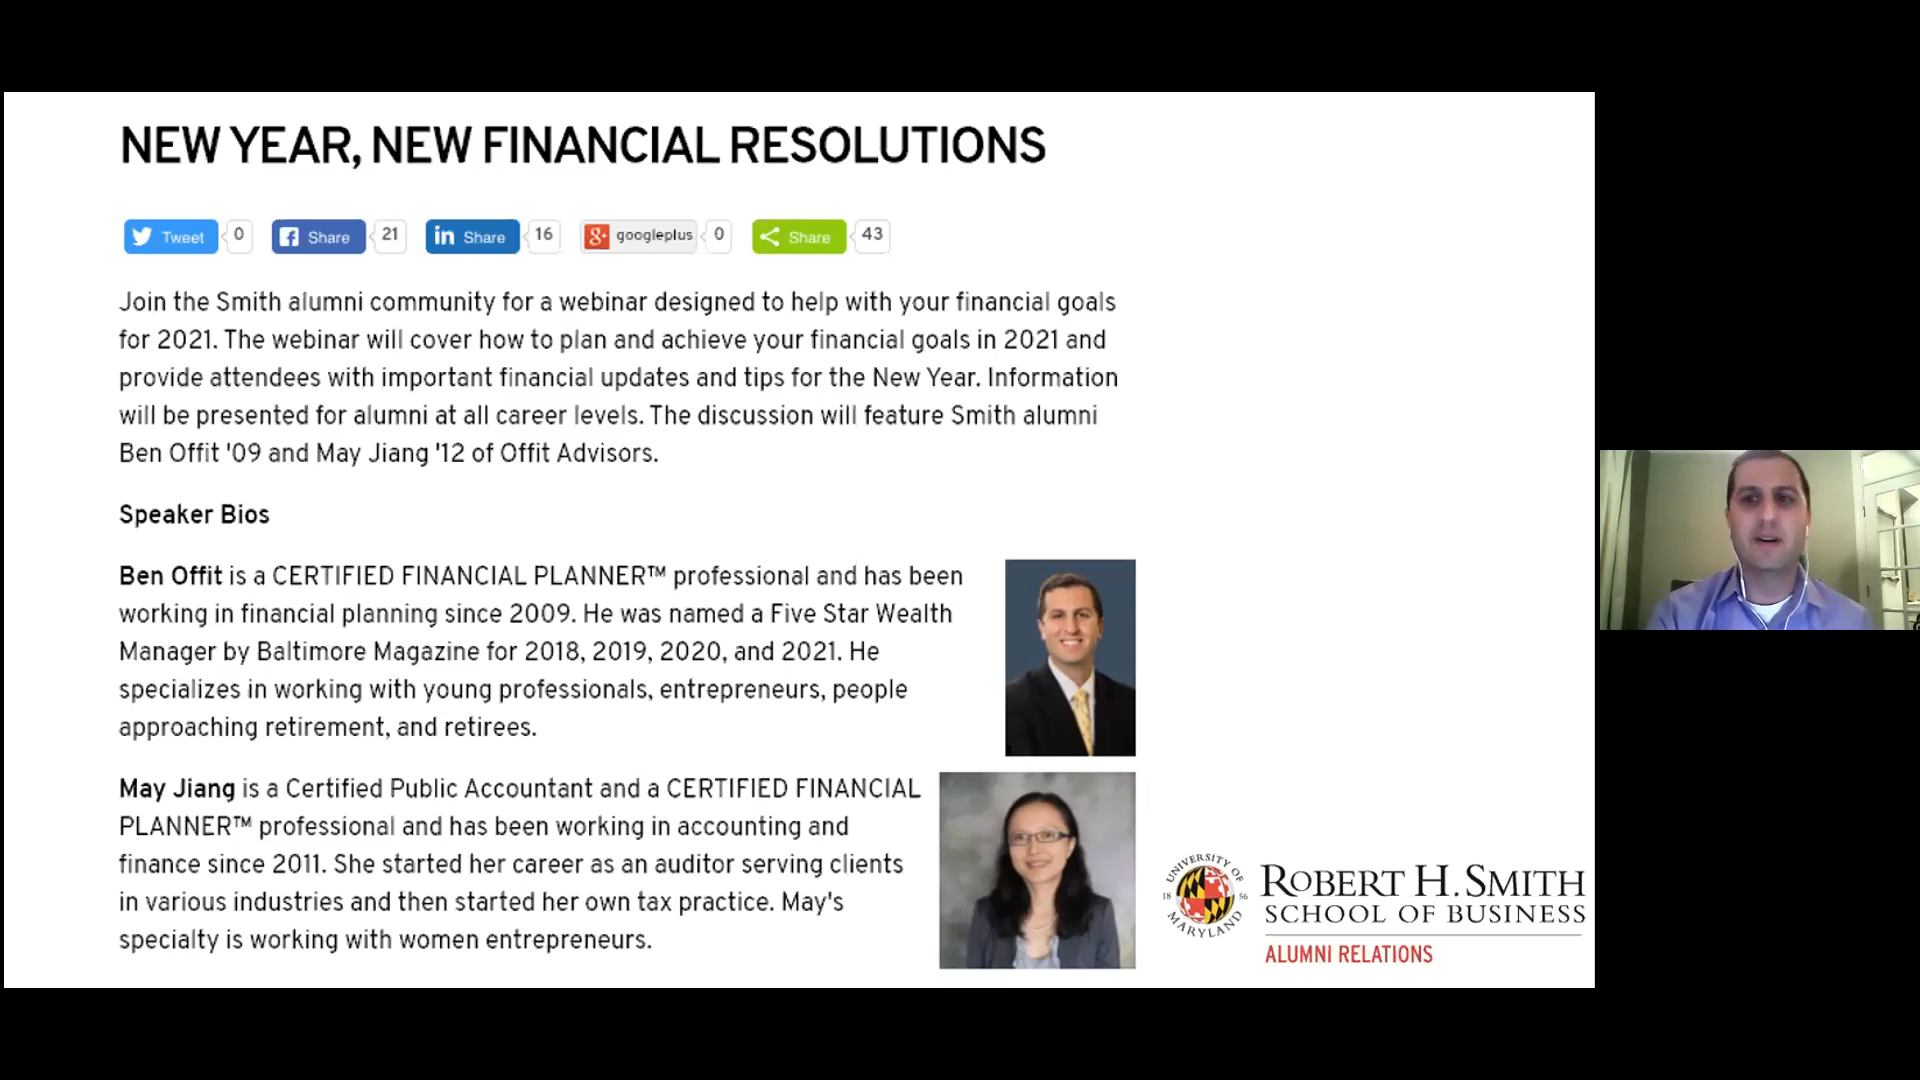 NEW YEAR, NEW FINANCIAL RESOLUTIONS
Tweet 0 Share 21 Share 16 googleplus 0 Share 43
Join the Smith alumni community for a webinar designed to help with your financial goals
for 2021. The webinar will cover how to plan and achieve your financial goals in 2021 and
provide attendees with important financial updates and tips for the New Year. Information
will be presented for alumni at all career levels. The discussion will feature Smith alumni
Ben Offit '09 and May Jiang '12 of Offit Advisors.
Speaker Bios
Ben Offit is a CERTIFIED FINANCIAL PLANNER™ professional and has been
working in financial planning since 2009. He was named a Five Star Wealth
Manager by Baltimore Magazine for 2018, 2019, 2020, and 2021. He
specializes in working with young professionals, entrepreneurs, people
approaching retirement, and retirees.
May Jiang is a Certified Public Accountant and a CERTIFIED FINANCIAL
PLANNER™ professional and has been working in accounting and
finance since 2011. She started her career as an auditor serving clients
in various industries and then started her own tax practice. May's
specialty is working with women entrepreneurs.
UNIVERSITY OF
18 56
MARYLAND
ROBERT H. SMITH
SCHOOL OF BUSINESS
ALUMNI RELATIONS